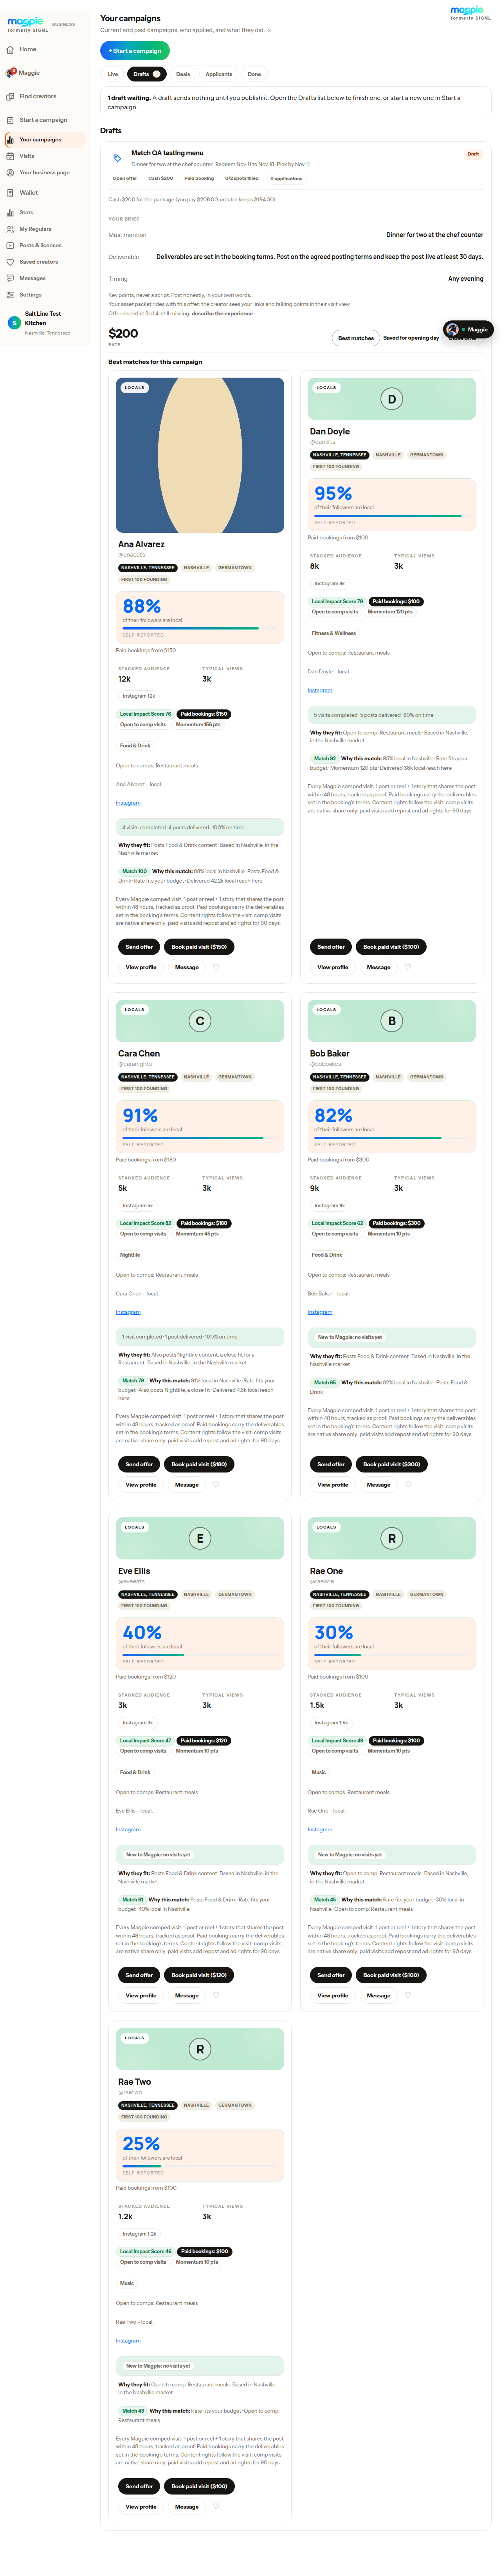 magpie BUSINESS
formerly SIGNL
Home
Maggie
Find creators
Start a campaign
Your campaigns
Visits
Your business page
Wallet
Stats
My Regulars
Posts & licenses
Saved creators
Messages
Settings
S
Salt Line Test Kitchen
Nashville, Tennessee
magpie
formerly SIGNL
Your campaigns
Current and past campaigns, who applied, and what they did.
+ Start a campaign
Live
Drafts
Deals
Applicants
Done
1 draft waiting. A draft sends nothing until you publish it. Open the Drafts list below to finish one, or start a new one in Start a
campaign.
Drafts
Match QA tasting menu
Draft
Dinner for two at the chef counter · Redeem Nov 11 to Nov 18 · Pick by Nov 11
Open offer
Cash $200
Paid booking
0/2 spots filled
0 applications
Cash $200 for the package (you pay $206.00, creator keeps $194.00)
YOUR BRIEF
Must mention
Dinner for two at the chef counter
Deliverable
Deliverables are set in the booking terms. Post on the agreed posting terms and keep the post live at least 30 days.
Timing
Any evening
Key points, never a script. Post honestly, in your own words.
Your asset packet rides with this offer: the creator sees your links and talking points in their visit view.
Offer checklist 3 of 4: still missing: describe the experience
$200
RATE
Best matches
Saved for opening day
Maggie
Best matches for this campaign
LOCALS
Ana Alvarez
@anaeats
NASHVILLE, TENNESSEE NASHVILLE GERMANTOWN
FIRST 100 FOUNDING
88%
of their followers are local
SELF-REPORTED
Paid bookings from $150
STACKED AUDIENCE TYPICAL VIEWS
12k 3k
Instagram 12k
Local Impact Score 76 Paid bookings: $150
Open to comp visits Momentum 156 pts
Food & Drink
Open to comp: Restaurant meals
Ana Alvarez - local.
Instagram
4 visits completed · 4 posts delivered · 100% on time
Why they fit: Posts Food & Drink content · Based in Nashville, in the
Nashville market
Match 100 Why this match: 88% local in Nashville · Posts Food &
Drink · Rate fits your budget · Delivered 42.2k local reach here
Every Magpie comped visit: 1 post or reel + 1 story that shares the post
within 48 hours, tracked as proof. Paid bookings carry the deliverables
set in the booking's terms. Content rights follow the visit: comp visits
are native share only; paid visits add repost and ad rights for 90 days.
Send offer
Book paid visit ($150)
View profile
Message
LOCALS
D
Dan Doyle
@danlifts
NASHVILLE, TENNESSEE NASHVILLE GERMANTOWN
FIRST 100 FOUNDING
95%
of their followers are local
SELF-REPORTED
Paid bookings from $100
STACKED AUDIENCE TYPICAL VIEWS
8k 3k
Instagram 8k
Local Impact Score 79 Paid bookings: $100
Open to comp visits Momentum 120 pts
Fitness & Wellness
Open to comp: Restaurant meals
Dan Doyle - local.
Instagram
5 visits completed · 5 posts delivered · 80% on time
Why they fit: Open to comp: Restaurant meals · Based in Nashville, in
the Nashville market
Match 92 Why this match: 95% local in Nashville · Rate fits your
budget · Momentum 120 pts · Delivered 38k local reach here
Every Magpie comped visit: 1 post or reel + 1 story that shares the post
within 48 hours, tracked as proof. Paid bookings carry the deliverables
set in the booking's terms. Content rights follow the visit: comp visits
are native share only; paid visits add repost and ad rights for 90 days.
Send offer
Book paid visit ($100)
View profile
Message
LOCALS
C
Cara Chen
@caranights
NASHVILLE, TENNESSEE NASHVILLE GERMANTOWN
FIRST 100 FOUNDING
91%
of their followers are local
SELF-REPORTED
Paid bookings from $180
STACKED AUDIENCE TYPICAL VIEWS
5k 3k
Instagram 5k
Local Impact Score 82 Paid bookings: $180
Open to comp visits Momentum 45 pts
Nightlife
Open to comp: Restaurant meals
Cara Chen - local.
Instagram
1 visit completed · 1 post delivered · 100% on time
Why they fit: Also posts Nightlife content, a close fit for a
Restaurant · Based in Nashville, in the Nashville market
Match 79 Why this match: 91% local in Nashville · Rate fits your
budget · Also posts Nightlife, a close fit · Delivered 4.6k local reach
here
Every Magpie comped visit: 1 post or reel + 1 story that shares the post
within 48 hours, tracked as proof. Paid bookings carry the deliverables
set in the booking's terms. Content rights follow the visit: comp visits
are native share only; paid visits add repost and ad rights for 90 days.
Send offer
Book paid visit ($180)
View profile
Message
LOCALS
B
Bob Baker
@bobbakes
NASHVILLE, TENNESSEE NASHVILLE GERMANTOWN
FIRST 100 FOUNDING
82%
of their followers are local
SELF-REPORTED
Paid bookings from $300
STACKED AUDIENCE TYPICAL VIEWS
9k 3k
Instagram 9k
Local Impact Score 62 Paid bookings: $300
Open to comp visits Momentum 10 pts
Food & Drink
Open to comp: Restaurant meals
Bob Baker - local.
Instagram
New to Magpie: no visits yet
Why they fit: Posts Food & Drink content · Based in Nashville, in the
Nashville market
Match 65 Why this match: 82% local in Nashville · Posts Food &
Drink
Every Magpie comped visit: 1 post or reel + 1 story that shares the post
within 48 hours, tracked as proof. Paid bookings carry the deliverables
set in the booking's terms. Content rights follow the visit: comp visits
are native share only; paid visits add repost and ad rights for 90 days.
Send offer
Book paid visit ($300)
View profile
Message
LOCALS
E
Eve Ellis
@eveeats
NASHVILLE, TENNESSEE NASHVILLE GERMANTOWN
FIRST 100 FOUNDING
40%
of their followers are local
SELF-REPORTED
Paid bookings from $120
STACKED AUDIENCE TYPICAL VIEWS
3k 3k
Instagram 3k
Local Impact Score 47 Paid bookings: $120
Open to comp visits Momentum 10 pts
Food & Drink
Open to comp: Restaurant meals
Eve Ellis - local.
Instagram
New to Magpie: no visits yet
Why they fit: Posts Food & Drink content · Based in Nashville, in the
Nashville market
Match 61 Why this match: Posts Food & Drink · Rate fits your
budget · 40% local in Nashville
Every Magpie comped visit: 1 post or reel + 1 story that shares the post
within 48 hours, tracked as proof. Paid bookings carry the deliverables
set in the booking's terms. Content rights follow the visit: comp visits
are native share only; paid visits add repost and ad rights for 90 days.
Send offer
Book paid visit ($120)
View profile
Message
LOCALS
R
Rae One
@raeone
NASHVILLE, TENNESSEE NASHVILLE GERMANTOWN
FIRST 100 FOUNDING
30%
of their followers are local
SELF-REPORTED
Paid bookings from $100
STACKED AUDIENCE TYPICAL VIEWS
1.5k 3k
Instagram 1.5k
Local Impact Score 49 Paid bookings: $100
Open to comp visits Momentum 10 pts
Music
Open to comp: Restaurant meals
Rae One - local.
Instagram
New to Magpie: no visits yet
Why they fit: Open to comp: Restaurant meals · Based in Nashville,
in the Nashville market
Match 45 Why this match: Rate fits your budget · 30% local in
Nashville · Open to comp: Restaurant meals
Every Magpie comped visit: 1 post or reel + 1 story that shares the post
within 48 hours, tracked as proof. Paid bookings carry the deliverables
set in the booking's terms. Content rights follow the visit: comp visits
are native share only; paid visits add repost and ad rights for 90 days.
Send offer
Book paid visit ($100)
View profile
Message
LOCALS
R
Rae Two
@raetwo
NASHVILLE, TENNESSEE NASHVILLE GERMANTOWN
FIRST 100 FOUNDING
25%
of their followers are local
SELF-REPORTED
Paid bookings from $100
STACKED AUDIENCE TYPICAL VIEWS
1.2k 3k
Instagram 1.2k
Local Impact Score 46 Paid bookings: $100
Open to comp visits Momentum 10 pts
Music
Open to comp: Restaurant meals
Rae Two - local.
Instagram
New to Magpie: no visits yet
Why they fit: Open to comp: Restaurant meals · Based in Nashville,
in the Nashville market
Match 43 Why this match: Rate fits your budget · Open to comp:
Restaurant meals
Every Magpie comped visit: 1 post or reel + 1 story that shares the post
within 48 hours, tracked as proof. Paid bookings carry the deliverables
set in the booking's terms. Content rights follow the visit: comp visits
are native share only; paid visits add repost and ad rights for 90 days.
Send offer
Book paid visit ($100)
View profile
Message